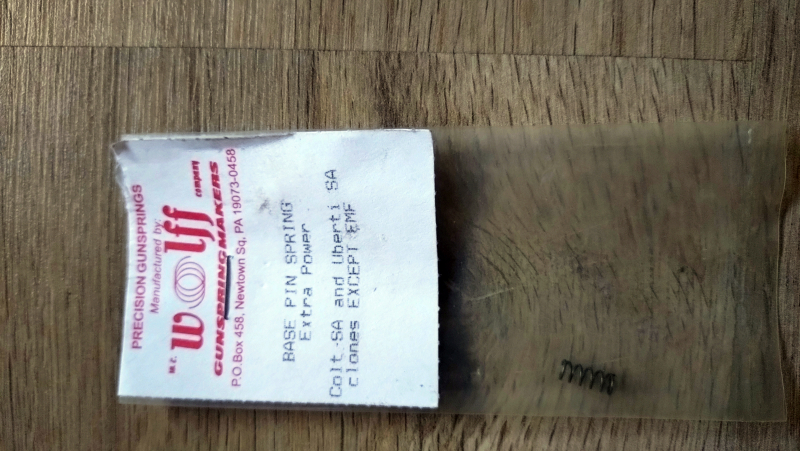 PRECISION GUNSPRINGS
Manufactured by:
W.C. Wolff company
GUNSPRING MAKERS
P.O.Box 458, Newtown Sq, PA 19073-0458
BASE PIN SPRING
Extra Power
Colt SA and Uberti SA
clones EXCEPT EMF